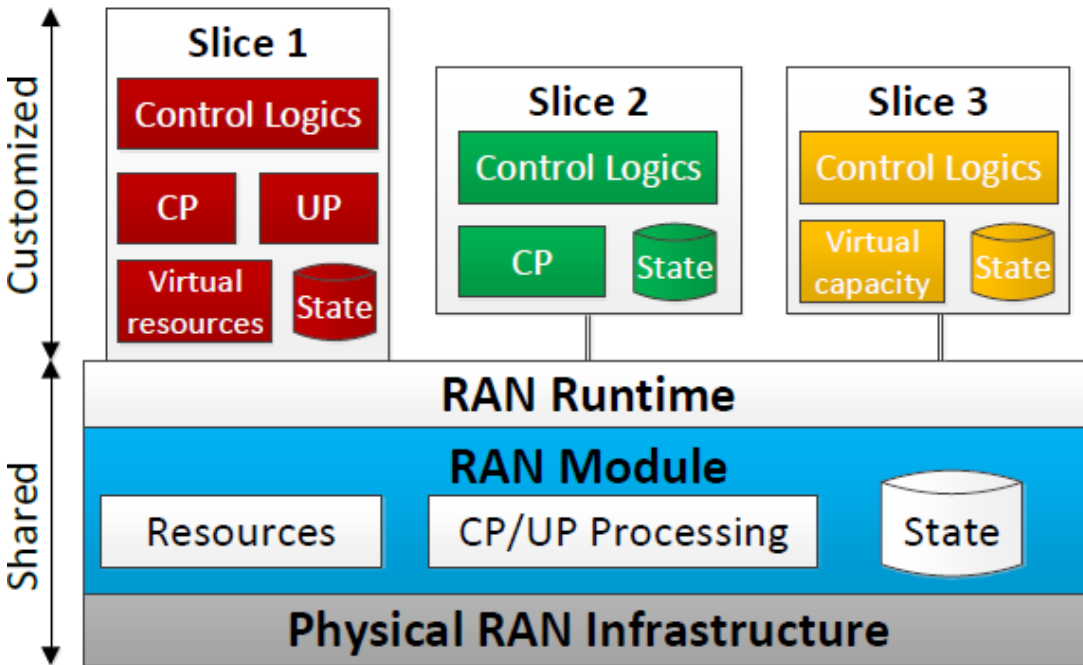 Customized
Slice 1
Control Logics
CP
UP
Virtual
resources
State
Slice 2
Control Logics
CP
State
Slice 3
Control Logics
Virtual
capacity
State
Shared
RAN Runtime
RAN Module
Resources
CP/UP Processing
State
Physical RAN Infrastructure